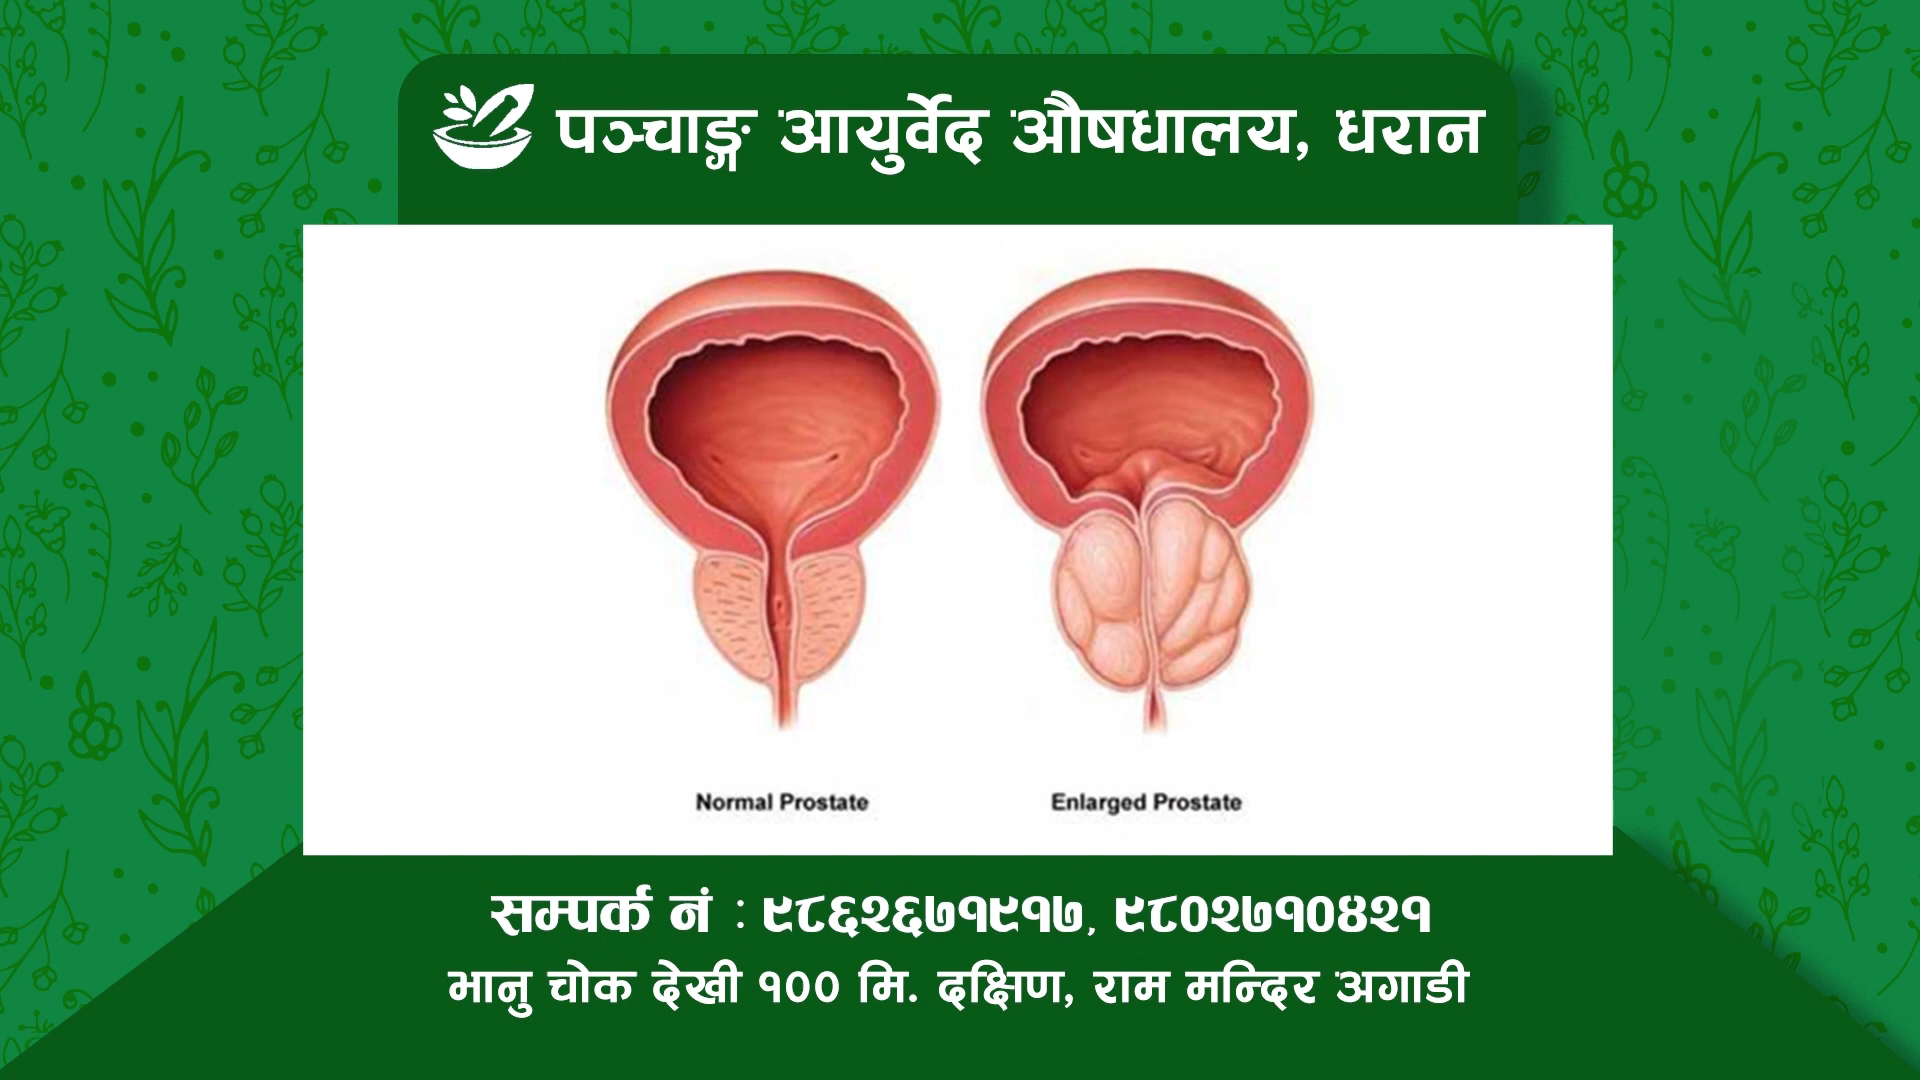 पञ्चाङ्ग आयुर्वेद औषधालय, धरान
Normal Prostate
Enlarged Prostate
सम्पर्क नं : ९८६२६७१९१७, ९८०२७१०४२१
भानु चोक देखी १०० मि. दक्षिण, राम मन्दिर अगाडी